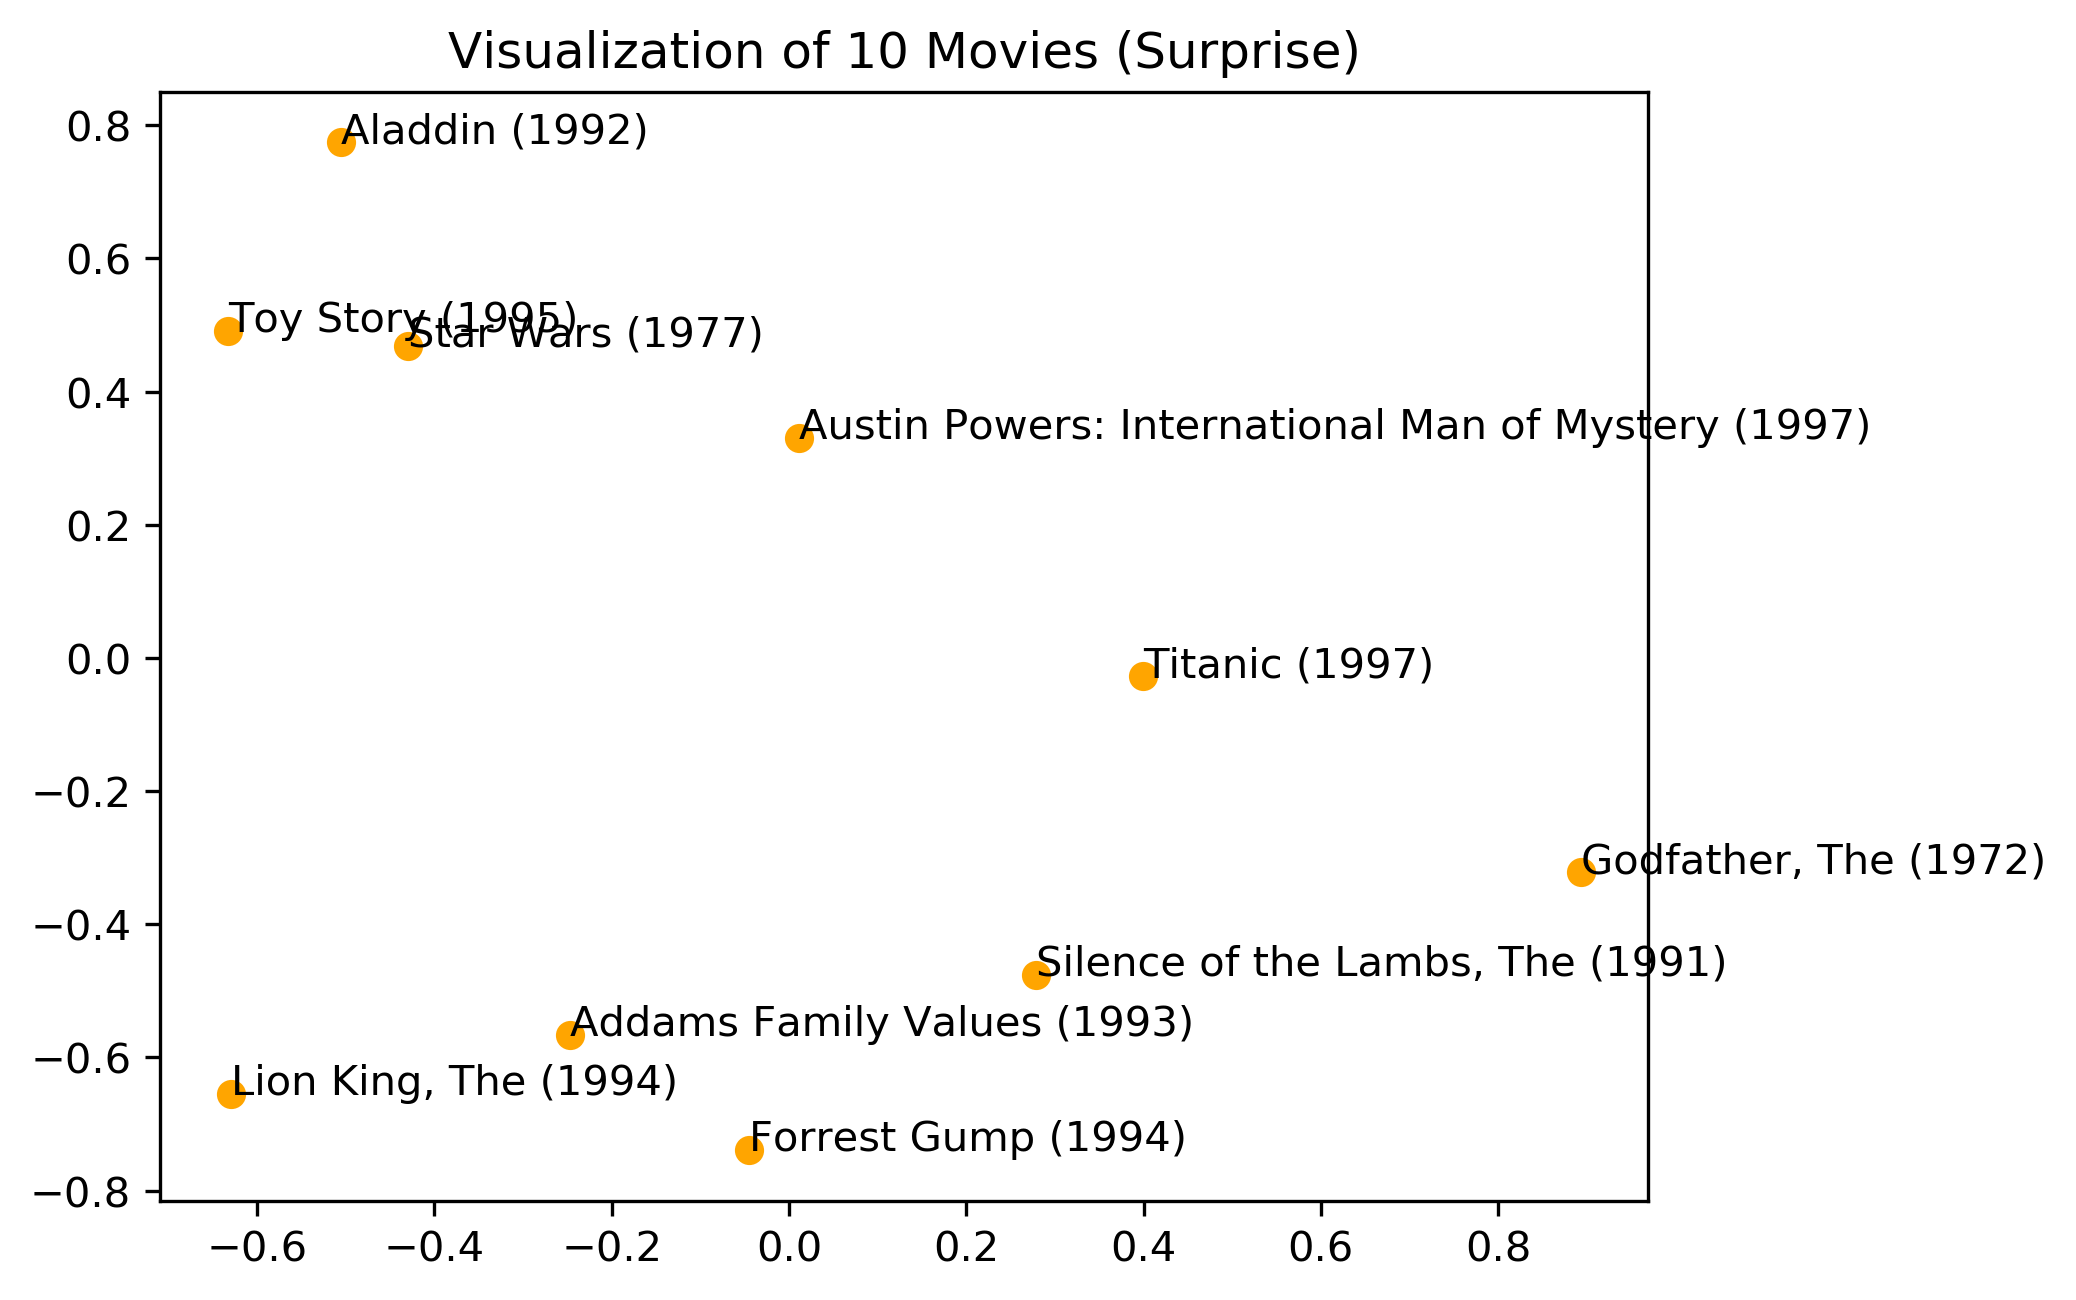 Visualization of 10 Movies (Surprise)
0.8
Aladdin (1992)
0.6
Toy Story (1995)
Star Wars (1977)
0.4
Austin Powers: International Man of Mystery (1997)
0.2
0.0
Titanic (1997)
−0.2
Godfather, The (1972)
−0.4
Silence of the Lambs, The (1991)
Addams Family Values (1993)
−0.6
Lion King, The (1994)
Forrest Gump (1994)
−0.8
−0.6 −0.4 −0.2 0.0 0.2 0.4 0.6 0.8